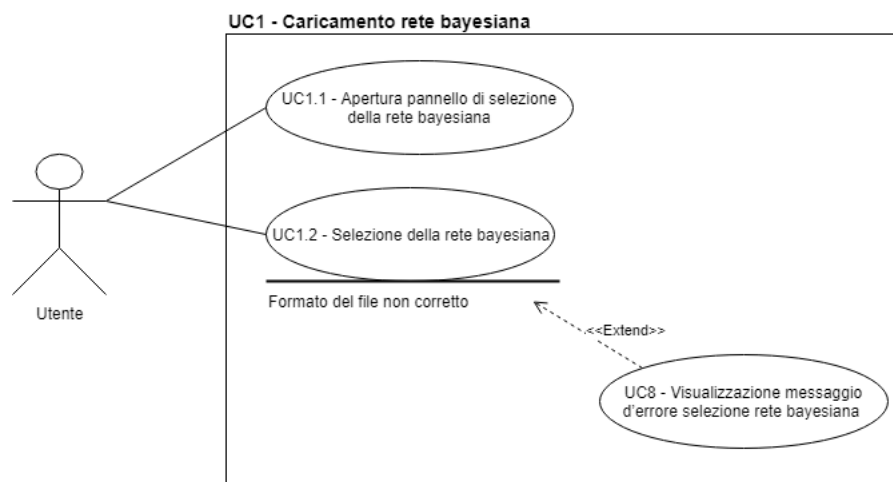 UC1 - Caricamento rete bayesiana
UC1.1 - Apertura pannello di selezione
della rete bayesiana
UC1.2 - Selezione della rete bayesiana
Formato del file non corretto
Utente
<<Extend>>
UC8 - Visualizzazione messaggio
d'errore selezione rete bayesiana